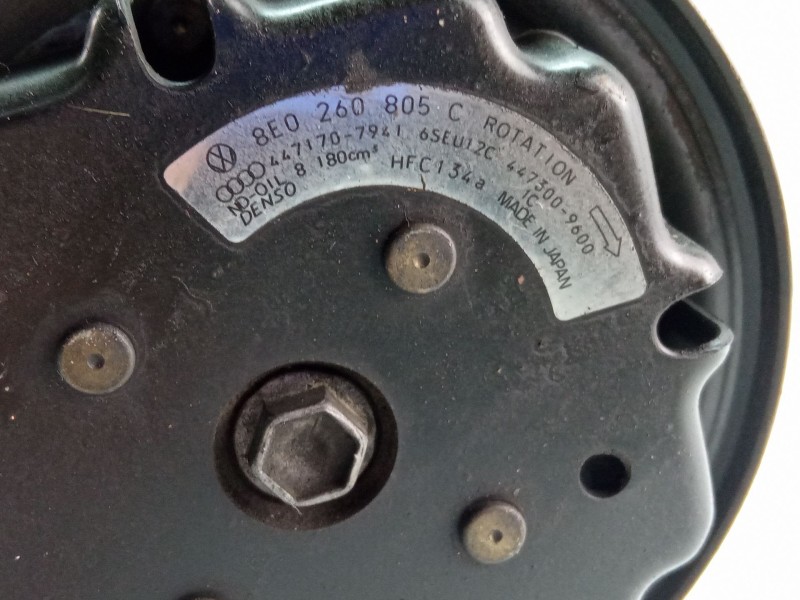 8E0 260 805 C ROTATION
447170-7941 6SEU12C 447300-9600
ND-OIL 8 180cm³ HFC134a 1C
DENSO MADE IN JAPAN